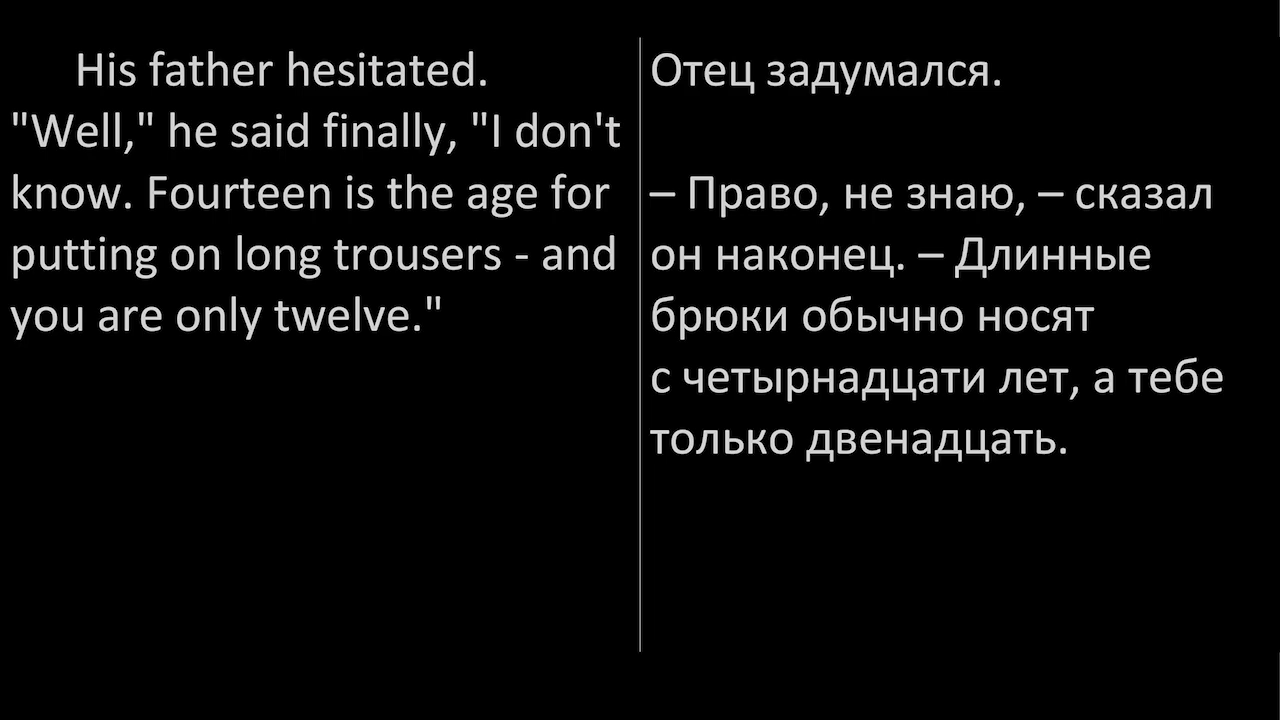 His father hesitated.
"Well," he said finally, "I don't
know. Fourteen is the age for
putting on long trousers - and
you are only twelve."
Отец задумался.
– Право, не знаю, – сказал
он наконец. – Длинные
брюки обычно носят
с четырнадцати лет, а тебе
только двенадцать.